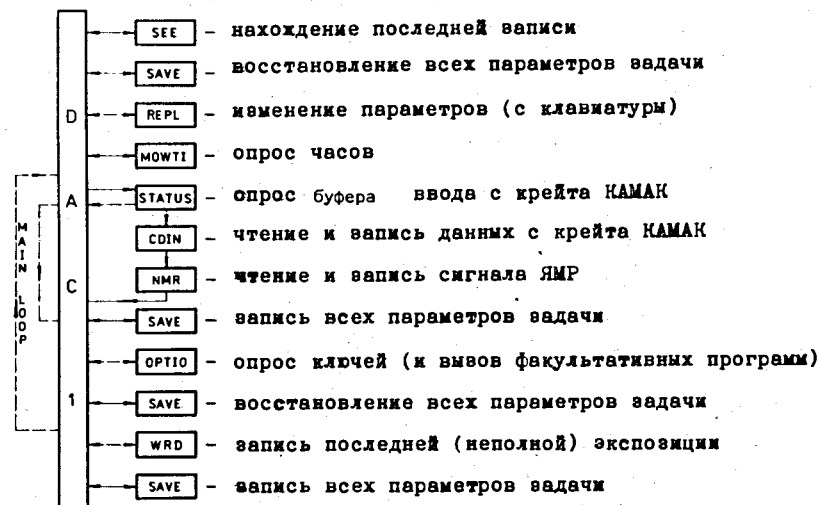 SEE – нахождение последней записи
SAVE – восстановление всех параметров задачи
D
REPL – изменение параметров (с клавиатуры)
MOWTI – опрос часов
A
STATUS – опрос буфера ввода с крейта КАМАК
CDIN – чтение и запись данных с крейта КАМАК
MAIN LOOP
NMR – чтение и запись сигнала ЯМР
C
SAVE – запись всех параметров задачи
OPTIO – опрос ключей (и вызов факультативных программ)
1
SAVE – восстановление всех параметров задачи
WRD – запись последней (неполной) экспозиции
SAVE – запись всех параметров задачи